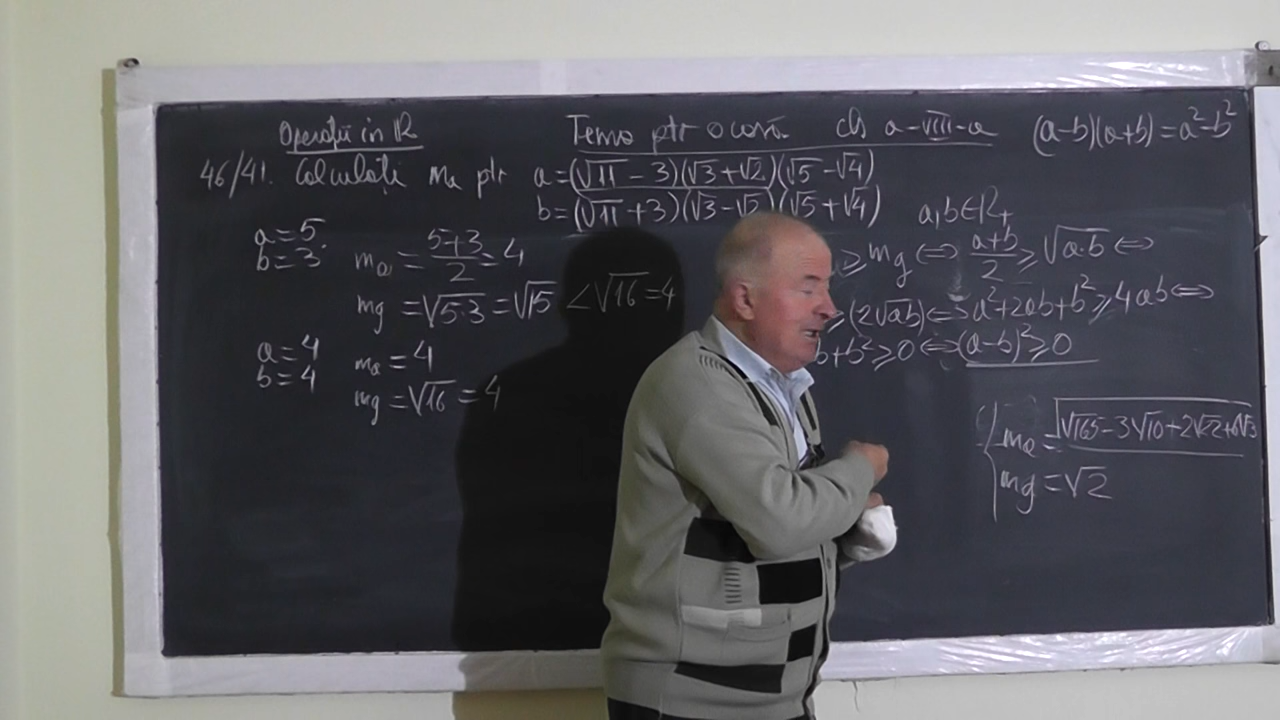 Operații în R Temă ptr acasă cls a-VIII-a (a-b)(a+b)=a²-b²
46/41. Calculați ma ptr a=(√11-3)(√3+√2)(√5-√4)
b=(√11+3)(√3-√2)(√5+√4) a,b∈R₊
a=5
b=3 ma=(5+3)/2=4 ≥mg⇔(a+b)/2≥√(a·b)⇔
mg=√(5·3)=√15<√16=4 ≥(2√ab)⇔a²+2ab+b²≥4ab⇔
a=4
b=4 ma=4 b+b²≥0⇔(a-b)²≥0
mg=√16=4
ma=√165-3√10+2√22+6√3
mg=√2